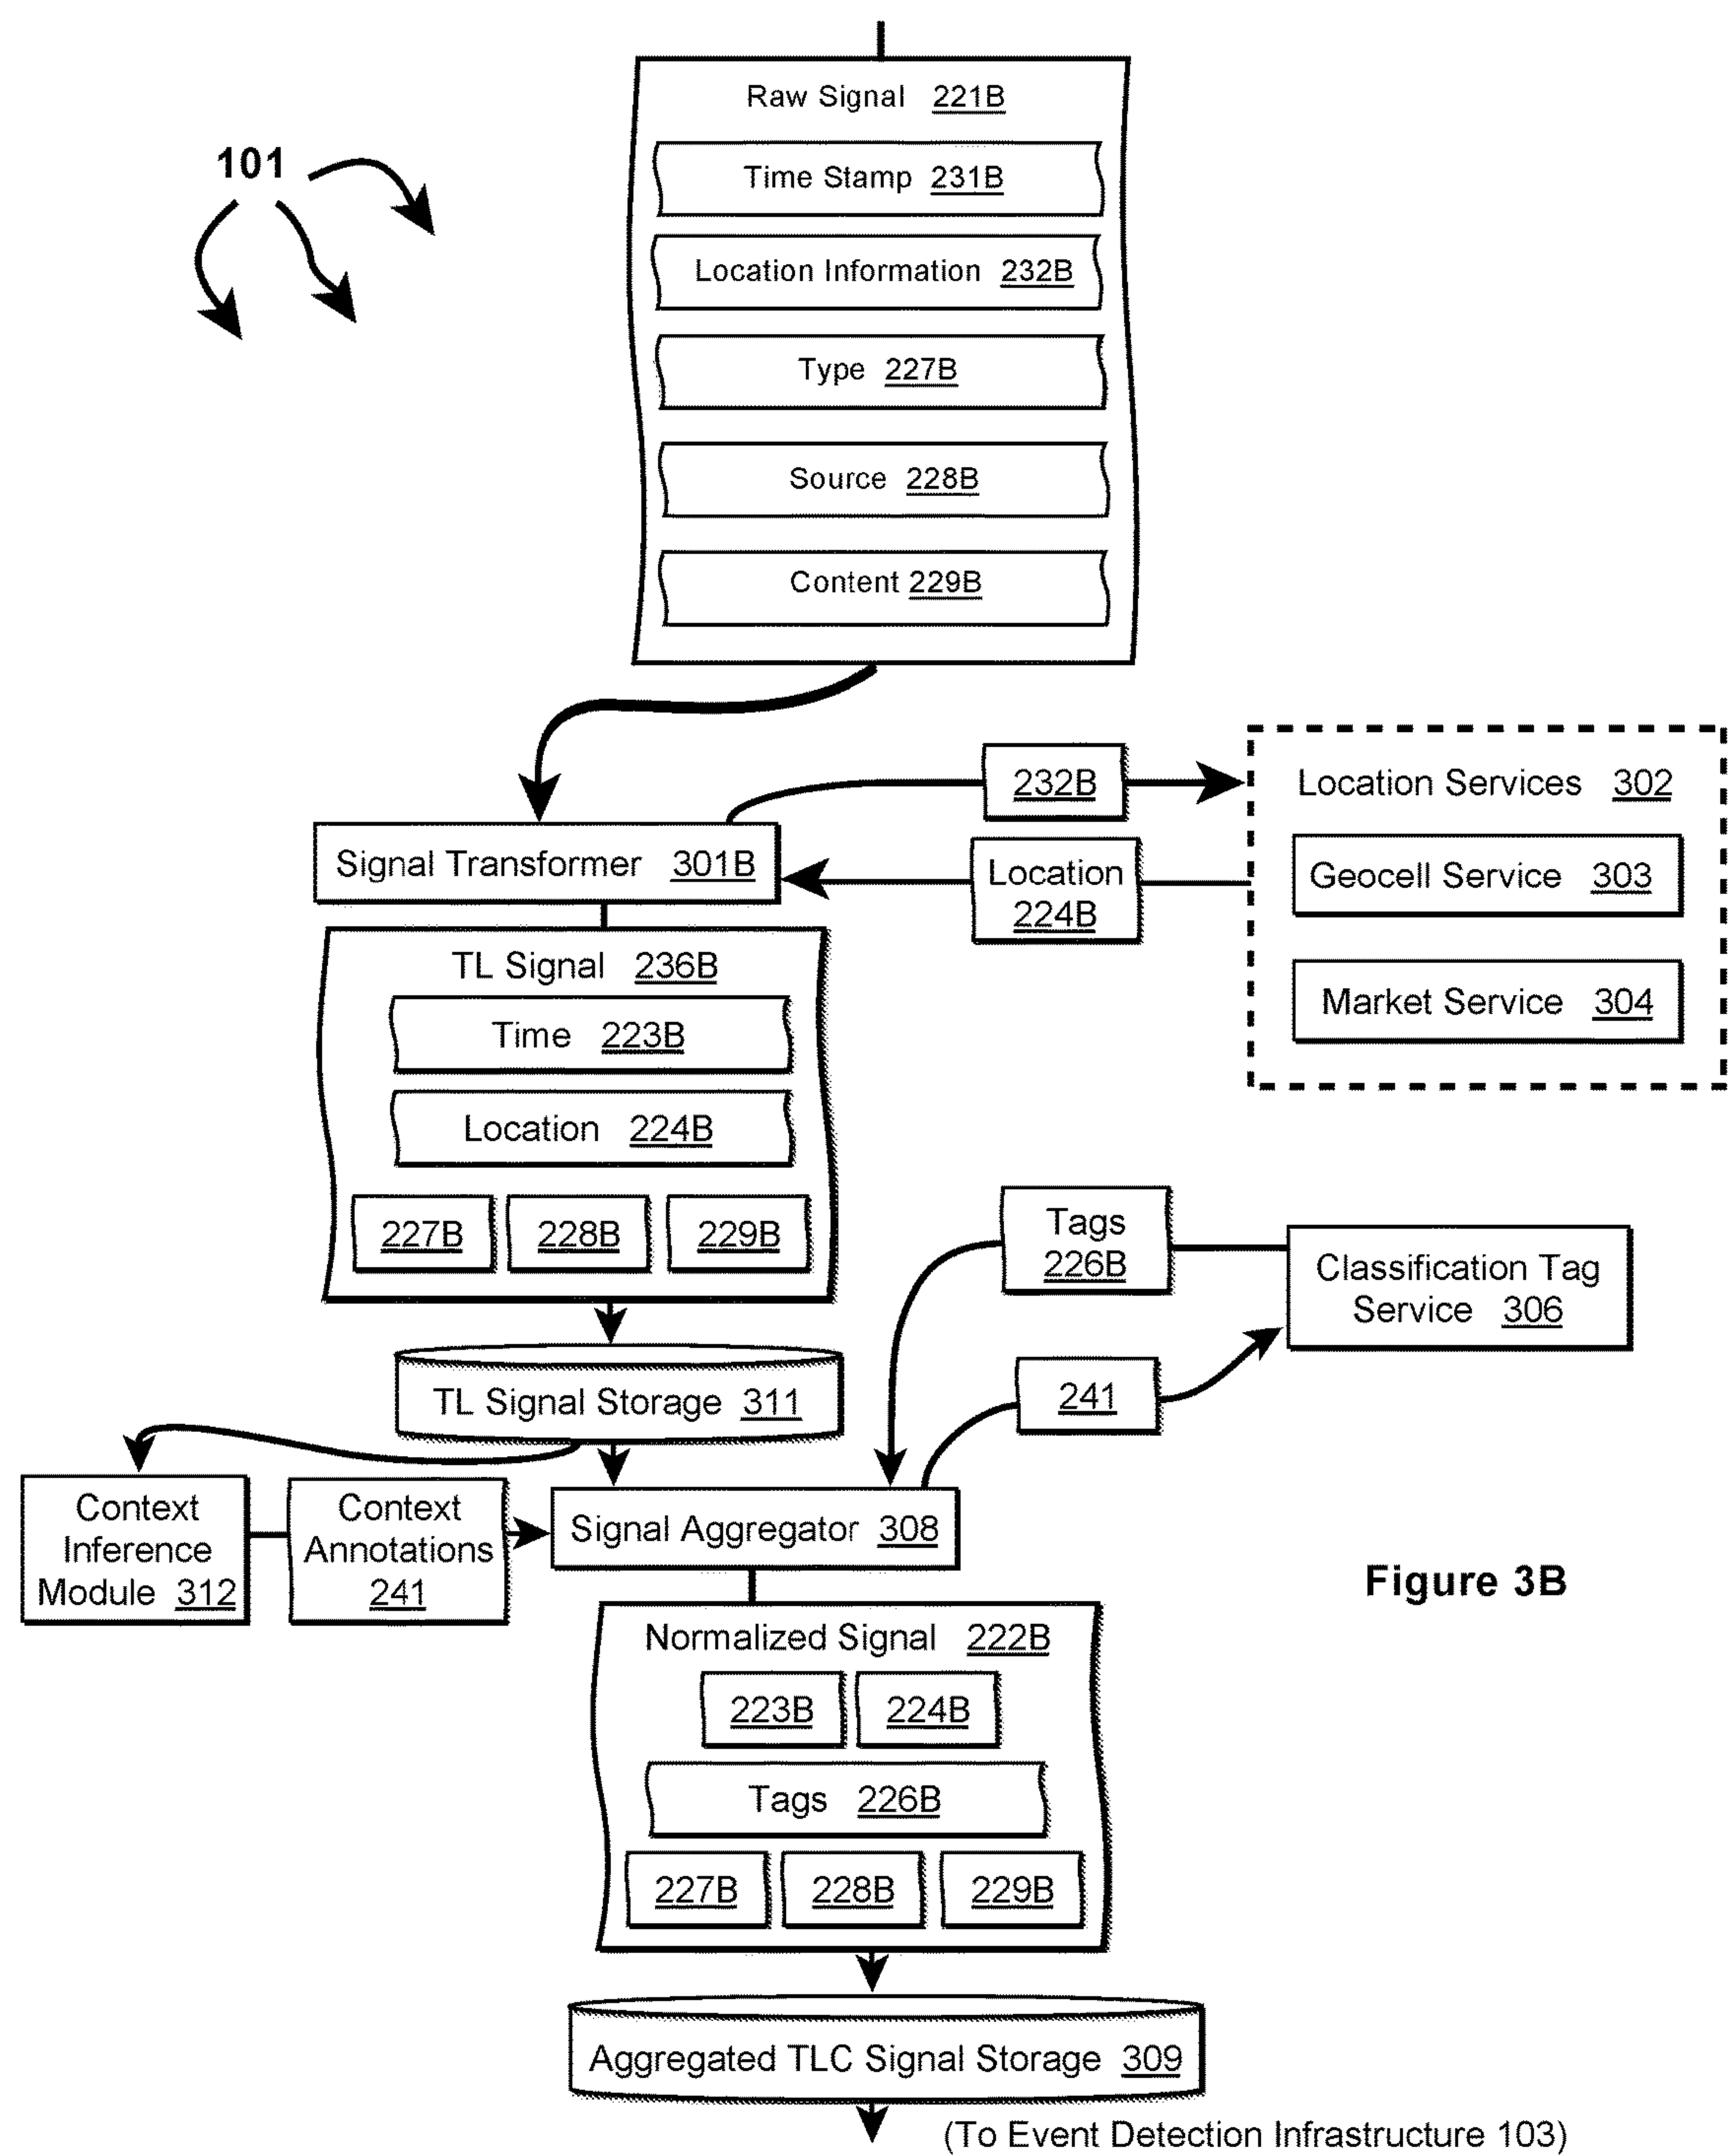 Raw Signal 221B
101
Time Stamp 231B
Location Information 232B
Type 227B
Source 228B
Content 229B
232B
Location Services 302
Signal Transformer 301B
Location
224B
Geocell Service 303
Market Service 304
TL Signal 236B
Time 223B
Location 224B
227B 228B 229B
Tags
226B
Classification Tag
Service 306
TL Signal Storage 311
241
Context
Inference
Module 312
Context
Annotations
241
Signal Aggregator 308
Figure 3B
Normalized Signal 222B
223B 224B
Tags 226B
227B 228B 229B
Aggregated TLC Signal Storage 309
(To Event Detection Infrastructure 103)